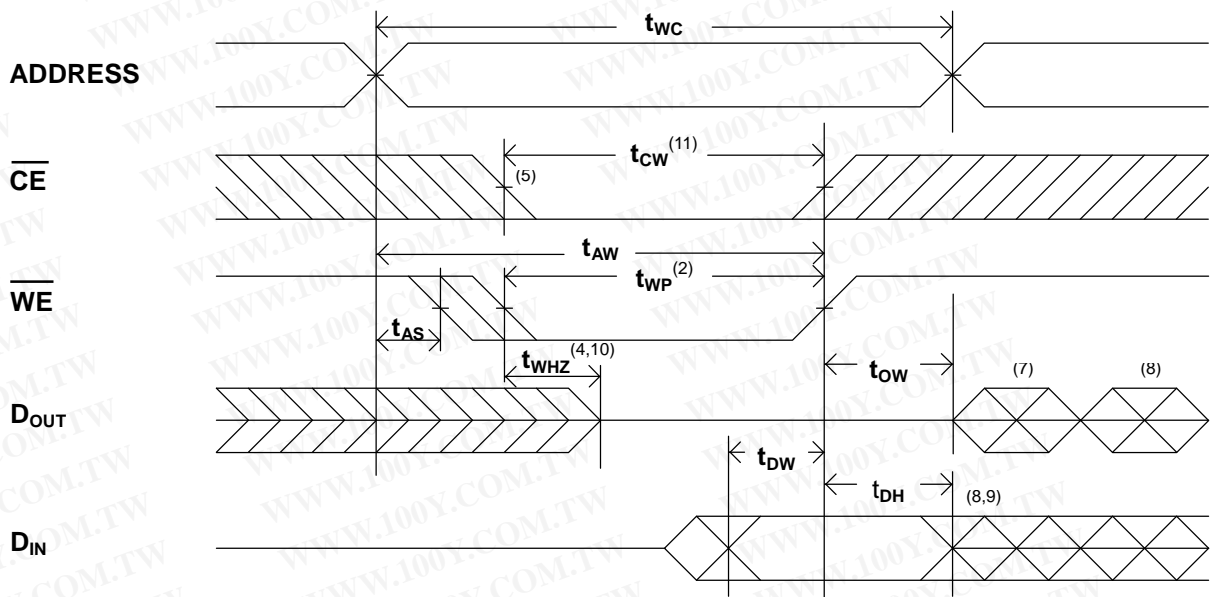 tWC
ADDRESS
CE
tCW(11)
(5)
tAW
WE
tWP(2)
tAS
tWHZ(4,10)
DOUT
tOW
(7)
(8)
tDW
tDH
(8,9)
DIN
WWW.100Y.COM.TW